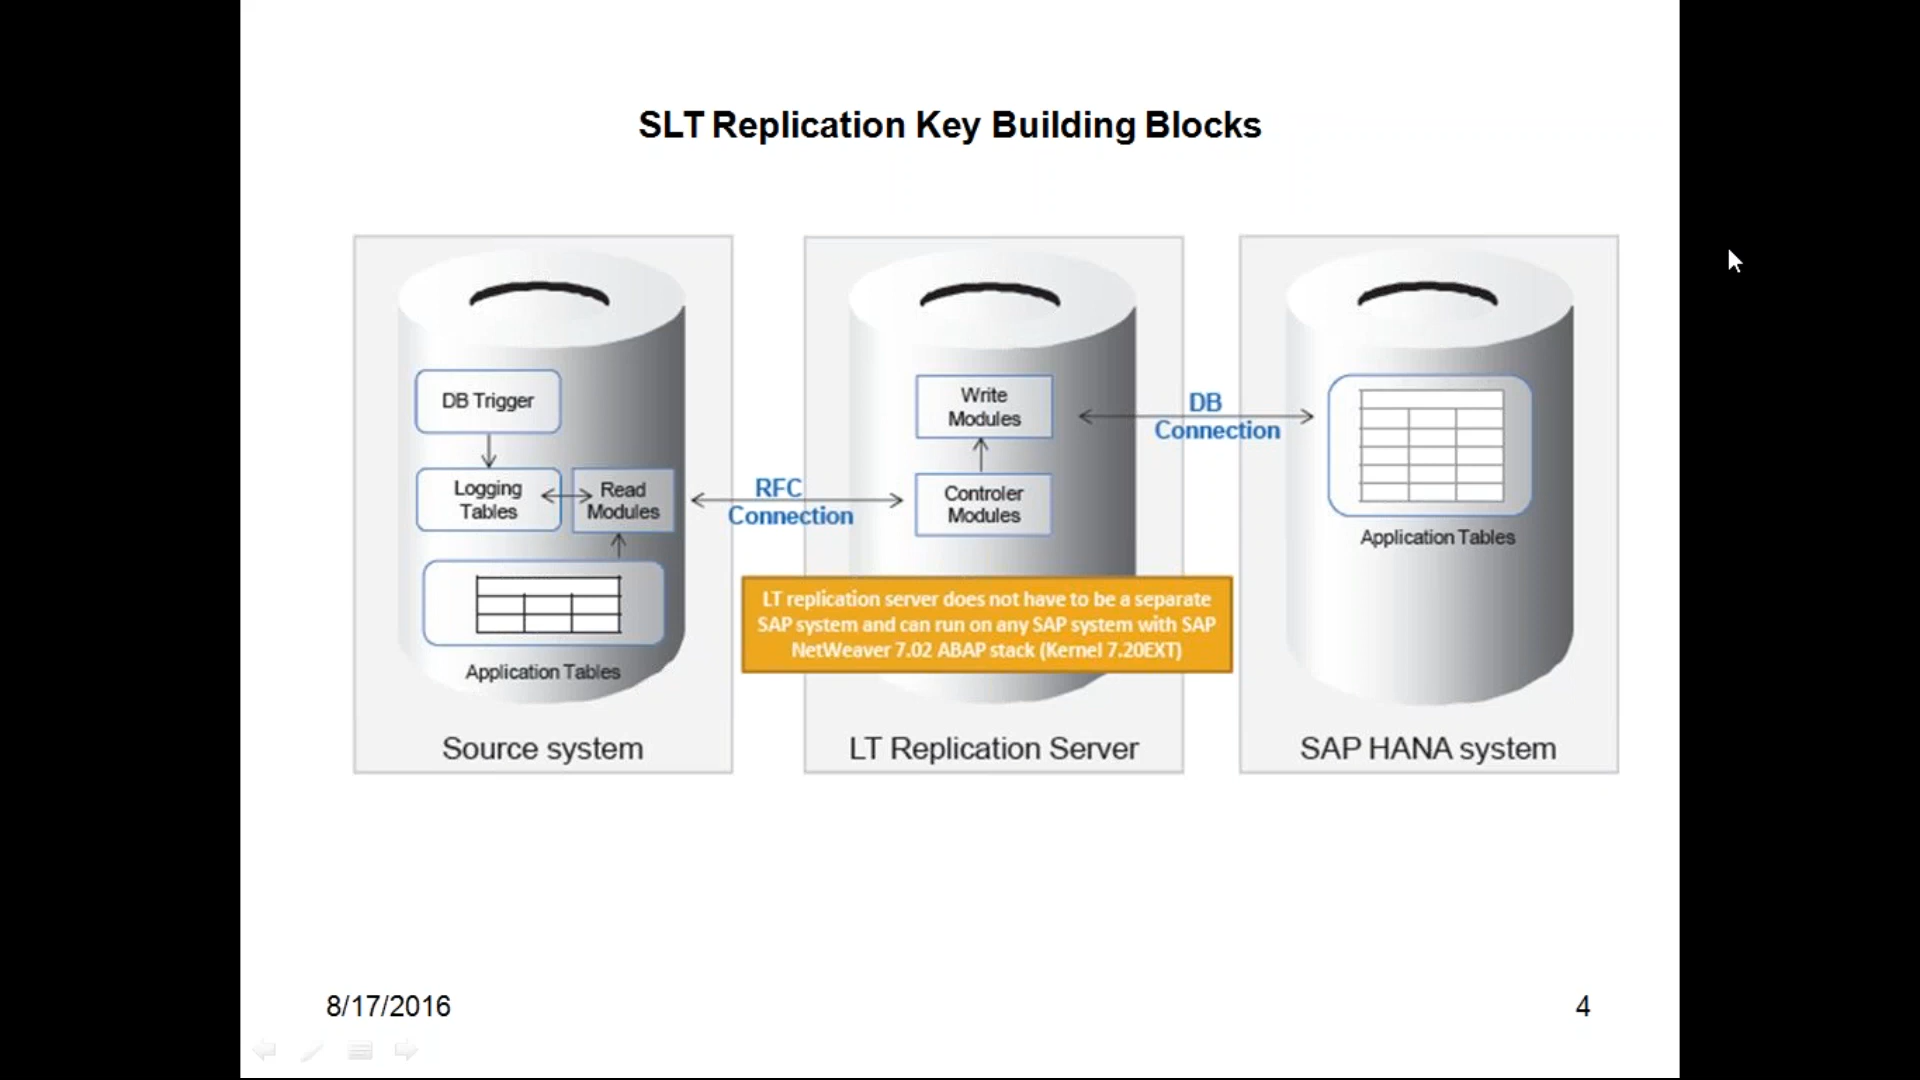 SLT Replication Key Building Blocks
DB Trigger
Logging
Tables
Read
Modules
Application Tables
Source system
RFC
Connection
Write
Modules
Controler
Modules
LT replication server does not have to be a separate
SAP system and can run on any SAP system with SAP
NetWeaver 7.02 ABAP stack (Kernel 7.20EXT)
LT Replication Server
DB
Connection
Application Tables
SAP HANA system
8/17/2016
4